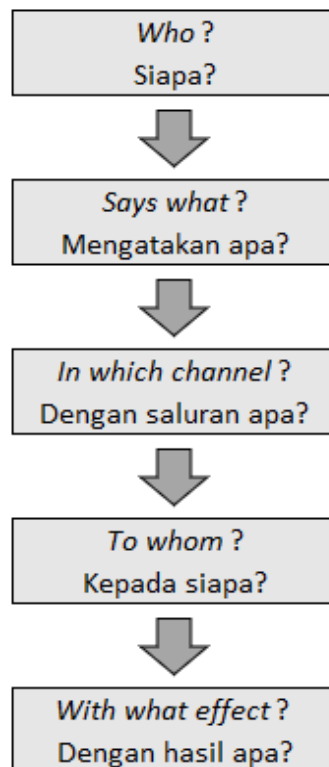 Who ?
Siapa?
Says what ?
Mengatakan apa?
In which channel ?
Dengan saluran apa?
To whom ?
Kepada siapa?
With what effect ?
Dengan hasil apa?